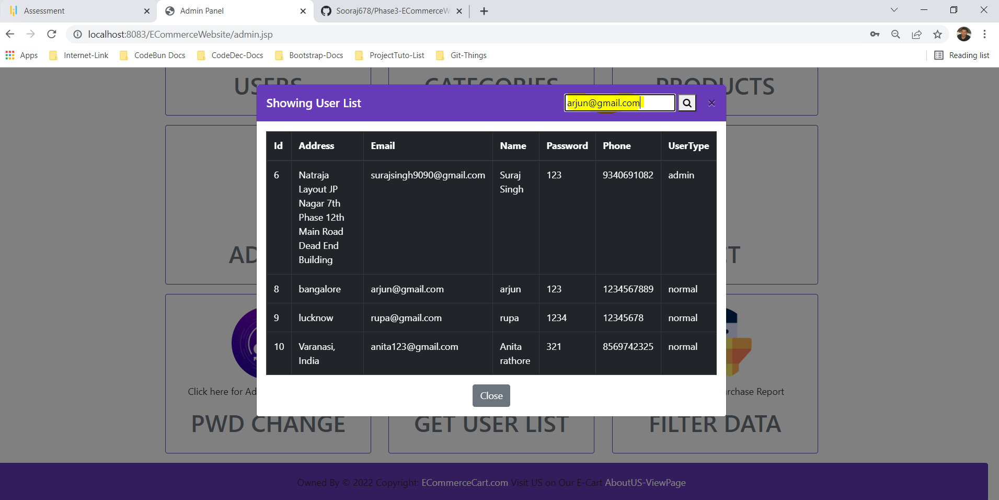 Assessment
Admin Panel
Sooraj678/Phase3-ECommerceW
localhost:8083/ECommerceWebsite/admin.jsp
Apps Internet-Link CodeBun Docs CodeDec-Docs Bootstrap-Docs ProjectTuto-List Git-Things Reading list
USERS CATEGORIES PRODUCTS
Showing User List arjun@gmail.com ×
Id Address Email Name Password Phone UserType
6 Natraja surajsingh9090@gmail.com Suraj 123 9340691082 admin
Layout JP Singh
Nagar 7th
Phase 12th
Main Road
Dead End
Building
8 bangalore arjun@gmail.com arjun 123 1234567889 normal
9 lucknow rupa@gmail.com rupa 1234 12345678 normal
10 Varanasi, anita123@gmail.com Anita 321 8569742325 normal
India rathore
Close
AD CT
Click here for Ad rchase Report
PWD CHANGE GET USER LIST FILTER DATA
Owned By © 2022 Copyright: ECommerceCart.com Visit US on Our E-Cart AboutUS-ViewPage